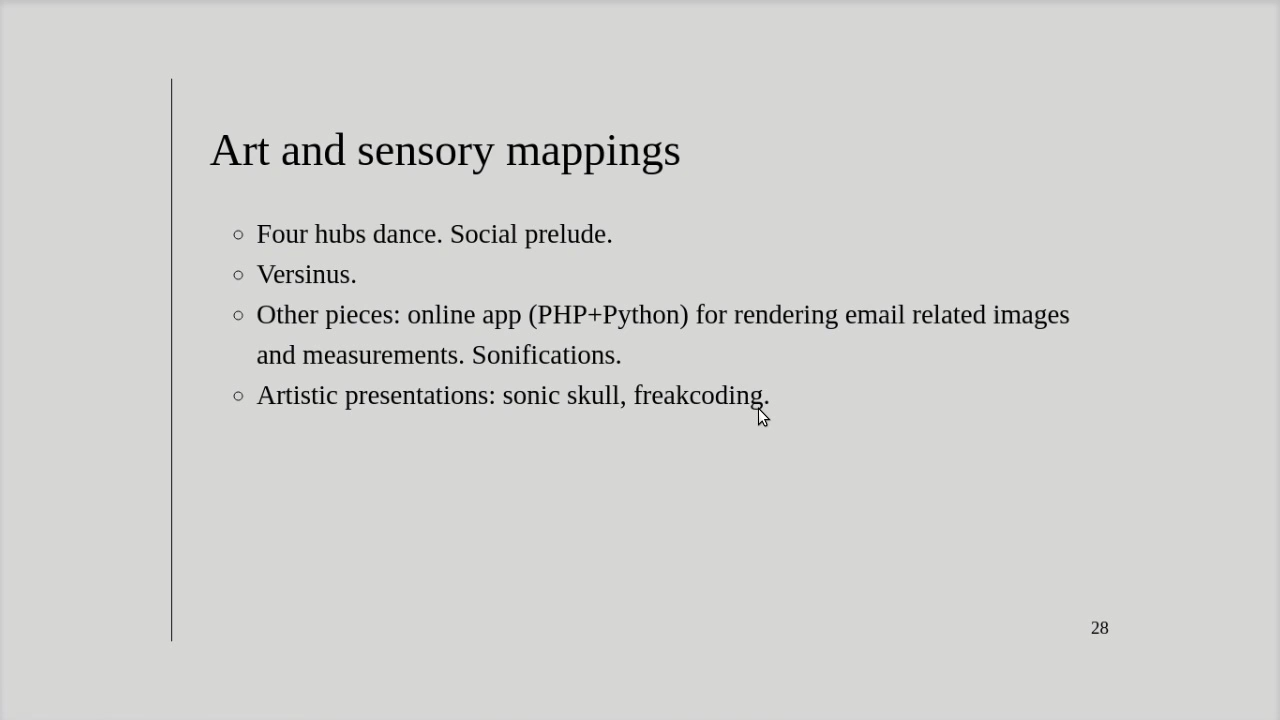 Art and sensory mappings
Four hubs dance. Social prelude.
Versinus.
Other pieces: online app (PHP+Python) for rendering email related images
and measurements. Sonifications.
Artistic presentations: sonic skull, freakcoding.
28